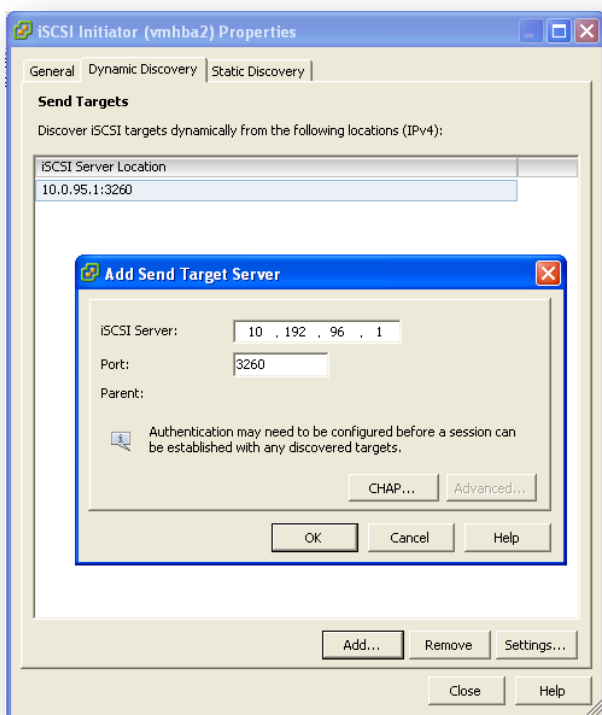 iSCSI Initiator (vmhba2) Properties
General Dynamic Discovery Static Discovery
Send Targets
Discover iSCSI targets dynamically from the following locations (IPv4):
iSCSI Server Location
10.0.95.1:3260
Add Send Target Server
iSCSI Server: 10 . 192 . 96 . 1
Port: 3260
Parent:
Authentication may need to be configured before a session can
be established with any discovered targets.
CHAP... Advanced...
OK Cancel Help
Add... Remove Settings...
Close Help